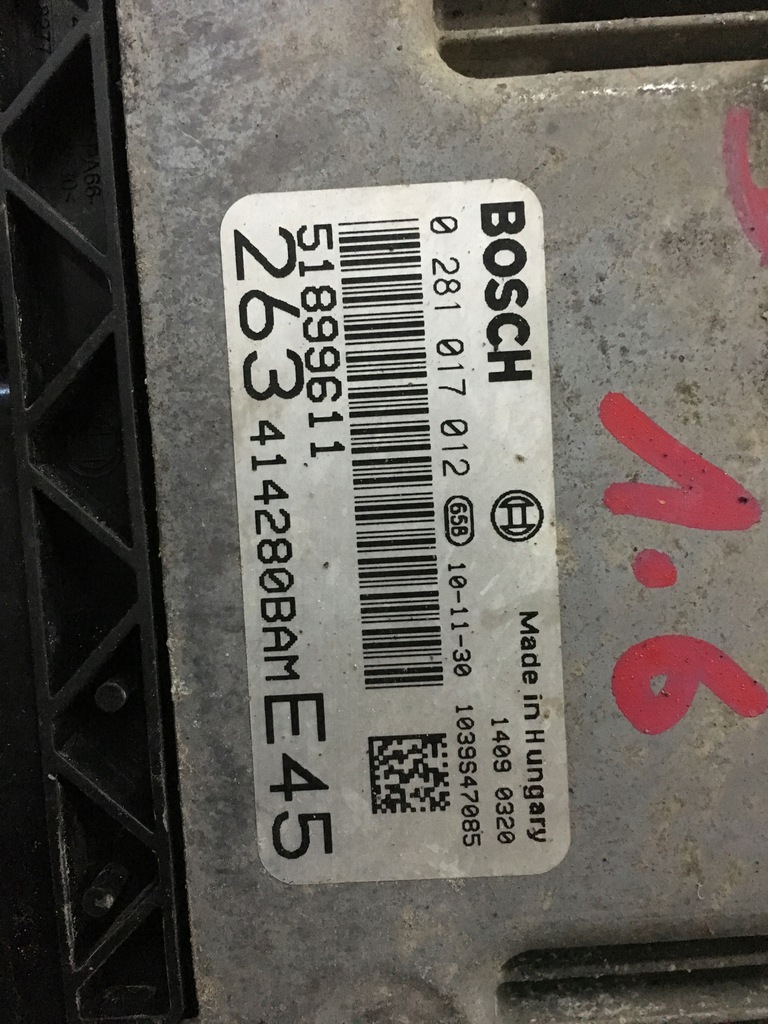 BOSCH
Made in Hungary
0 281 017 012 65B 10-11-30
1409 0320
1039S47085
51899611
263 414280BAM E45
1.6